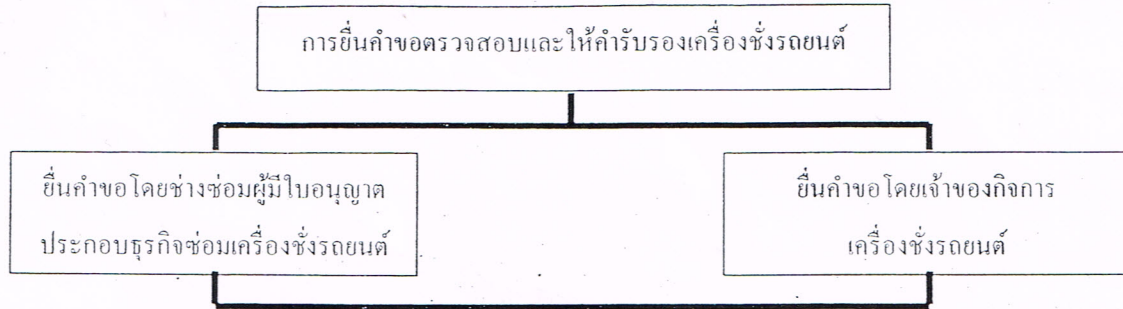 การยื่นคำขอตรวจสอบและให้คำรับรองเครื่องชั่งรถยนต์
ยื่นคำขอโดยช่างซ่อมผู้มีใบอนุญาต
ประกอบธุรกิจซ่อมเครื่องชั่งรถยนต์
ยื่นคำขอโดยเจ้าของกิจการ
เครื่องชั่งรถยนต์